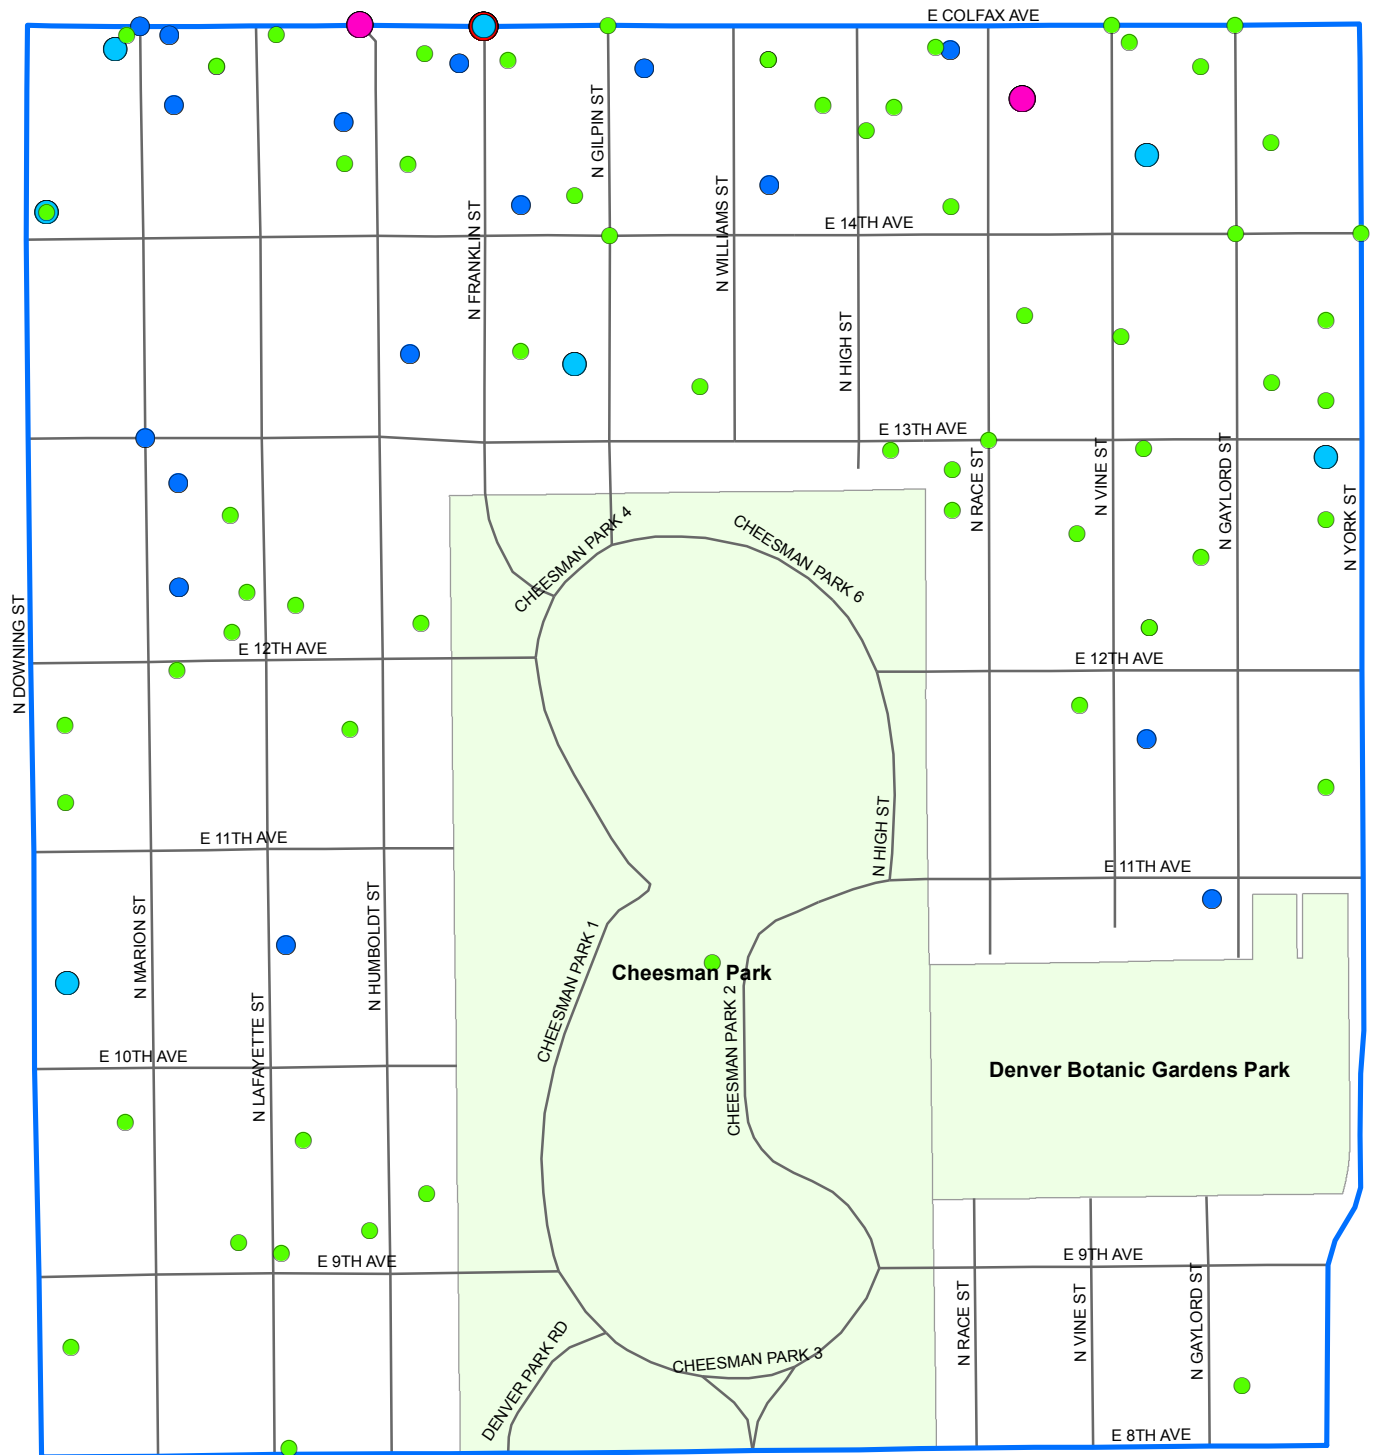 E COLFAX AVE
N GILPIN ST
N WILLIAMS ST
N FRANKLIN ST
E 14TH AVE
N HIGH ST
E 13TH AVE
N RACE ST
N VINE ST
N GAYLORD ST
N YORK ST
CHEESMAN PARK 4
CHEESMAN PARK 6
N DOWNING ST
E 12TH AVE
E 12TH AVE
N HIGH ST
E 11TH AVE
E 11TH AVE
N MARION ST
N HUMBOLDT ST
CHEESMAN PARK 1
Cheesman Park
N LAFAYETTE ST
CHEESMAN PARK 2
E 10TH AVE
Denver Botanic Gardens Park
E 9TH AVE
E 9TH AVE
N RACE ST
N VINE ST
N GAYLORD ST
DENVER PARK RD
CHEESMAN PARK 3
E 8TH AVE